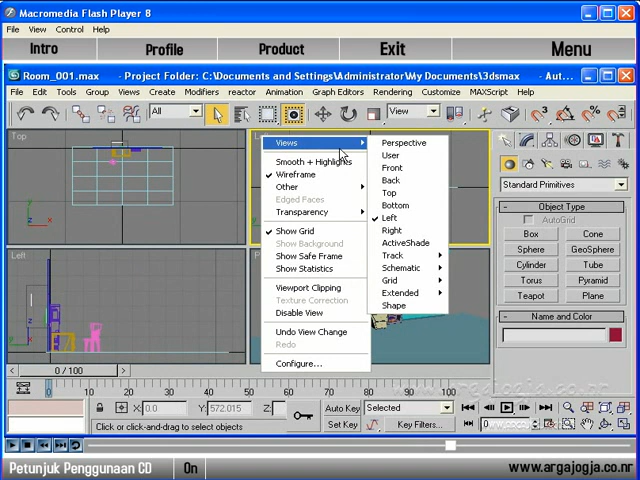 Macromedia Flash Player 8
File View Control Help
Intro Profile Product Exit Menu
Room_001.max - Project Folder: C:\Documents and Settings\Administrator\My Documents\3dsmax - Aut...
File Edit Tools Group Views Create Modifiers reactor Animation Graph Editors Rendering Customize MAXScript Help
All View
Top
Views
Smooth + Highlights
Wireframe
Other
Edged Faces
Transparency
Show Grid
Show Background
Show Safe Frame
Show Statistics
Viewport Clipping
Texture Correction
Disable View
Undo View Change
Redo
Configure...
Perspective
User
Front
Back
Top
Bottom
Left
Right
ActiveShade
Track
Schematic
Grid
Extended
Shape
Left
Standard Primitives
Object Type
AutoGrid
Box Cone
Sphere GeoSphere
Cylinder Tube
Torus Pyramid
Teapot Plane
Name and Color
0 / 100
0 10 20 30 40 50 60 70 80 90 100
www.argajogja.co.nr
X: 0.0 Y: 572.015 Z:
Auto Key Selected
Click or click-and-drag to select objects
Set Key Key Filters...
Petunjuk Penggunaan CD On www.argajogja.co.nr